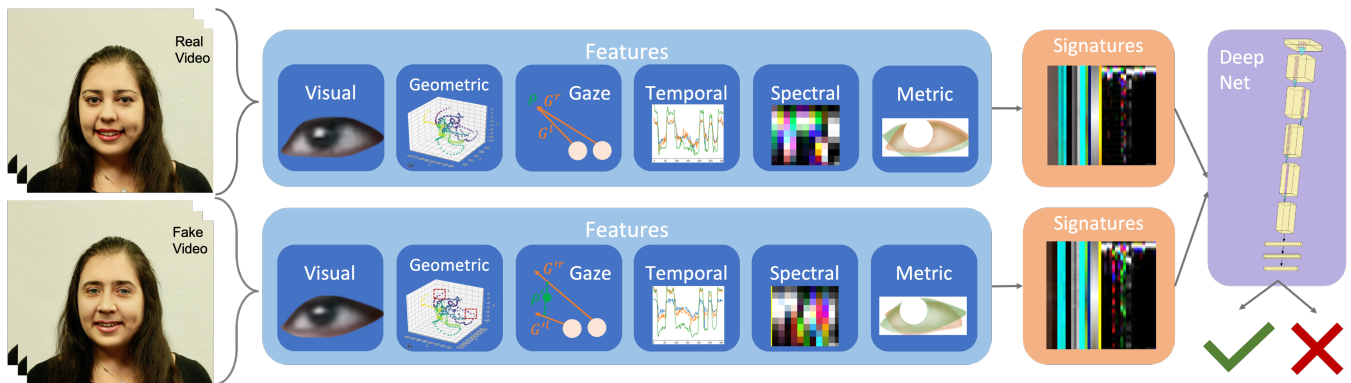 Real
Video
Features
Visual
Geometric
Gaze
Temporal
Spectral
Metric
G^r
G^l
Signatures
Deep
Net
Fake
Video
Features
Visual
Geometric
Gaze
Temporal
Spectral
Metric
G'^r
G'^l
Signatures